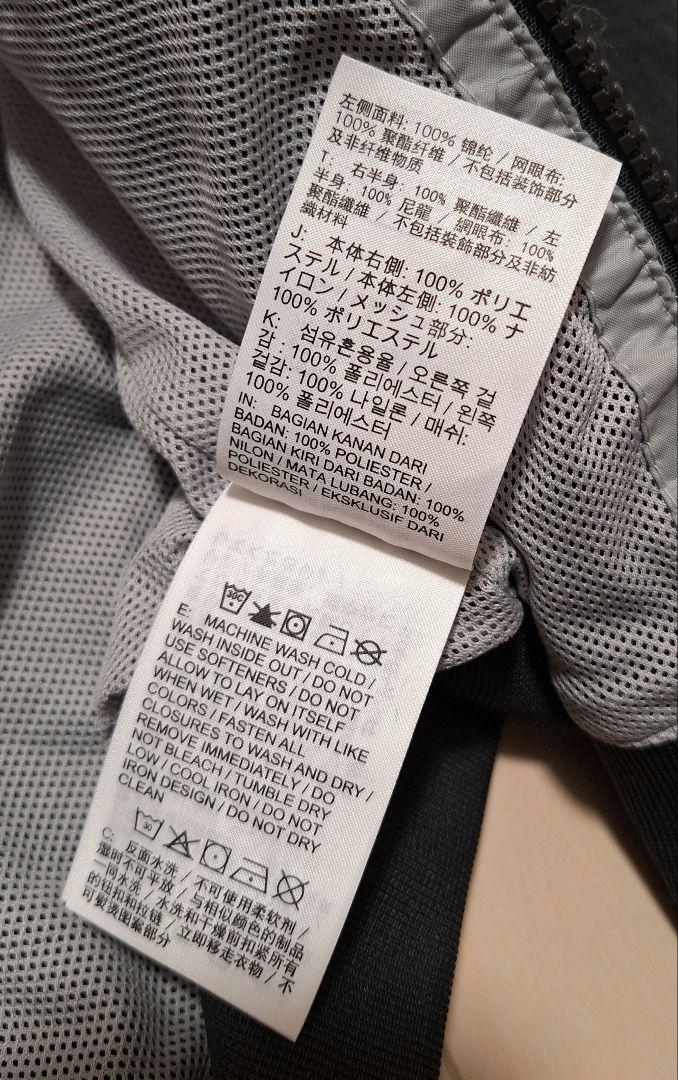 左侧面料: 100% 锦纶 / 网眼布:
100% 聚酯纤维 / 不包括装饰部分
及非纤维物质
T: 右半身: 100% 聚酯纖維 / 左
半身: 100% 尼龍 / 網眼布: 100%
聚酯纖維 / 不包括裝飾部分及非紡
織材料
J: 本体右側: 100% ポリエ
ステル / 本体左側: 100% ナ
イロン / メッシュ部分:
100% ポリエステル
K: 섬유혼용율 / 오른쪽 겉
감: 100% 폴리에스터 / 왼쪽
겉감: 100% 나일론 / 매쉬:
100% 폴리에스터
IN: BAGIAN KANAN DARI
BADAN: 100% POLIESTER /
BAGIAN KIRI DARI BADAN: 100%
NILON / MATA LUBANG: 100%
POLIESTER / EKSKLUSIF DARI
DEKORASI
30C
E: MACHINE WASH COLD /
WASH INSIDE OUT / DO NOT
USE SOFTENERS / DO NOT
ALLOW TO LAY ON ITSELF
WHEN WET / WASH WITH LIKE
COLORS / FASTEN ALL
CLOSURES TO WASH AND DRY /
REMOVE IMMEDIATELY / DO
NOT BLEACH / TUMBLE DRY
LOW / COOL IRON / DO NOT
IRON DESIGN / DO NOT DRY
CLEAN
30
C: 反面水洗 / 不可使用柔软剂 /
湿时不可平放 / 与相似颜色的制品
一同水洗 / 水洗和干燥前扣紧所有
的钮扣和拉链 / 立即移走衣物 / 不
可熨烫图案部分